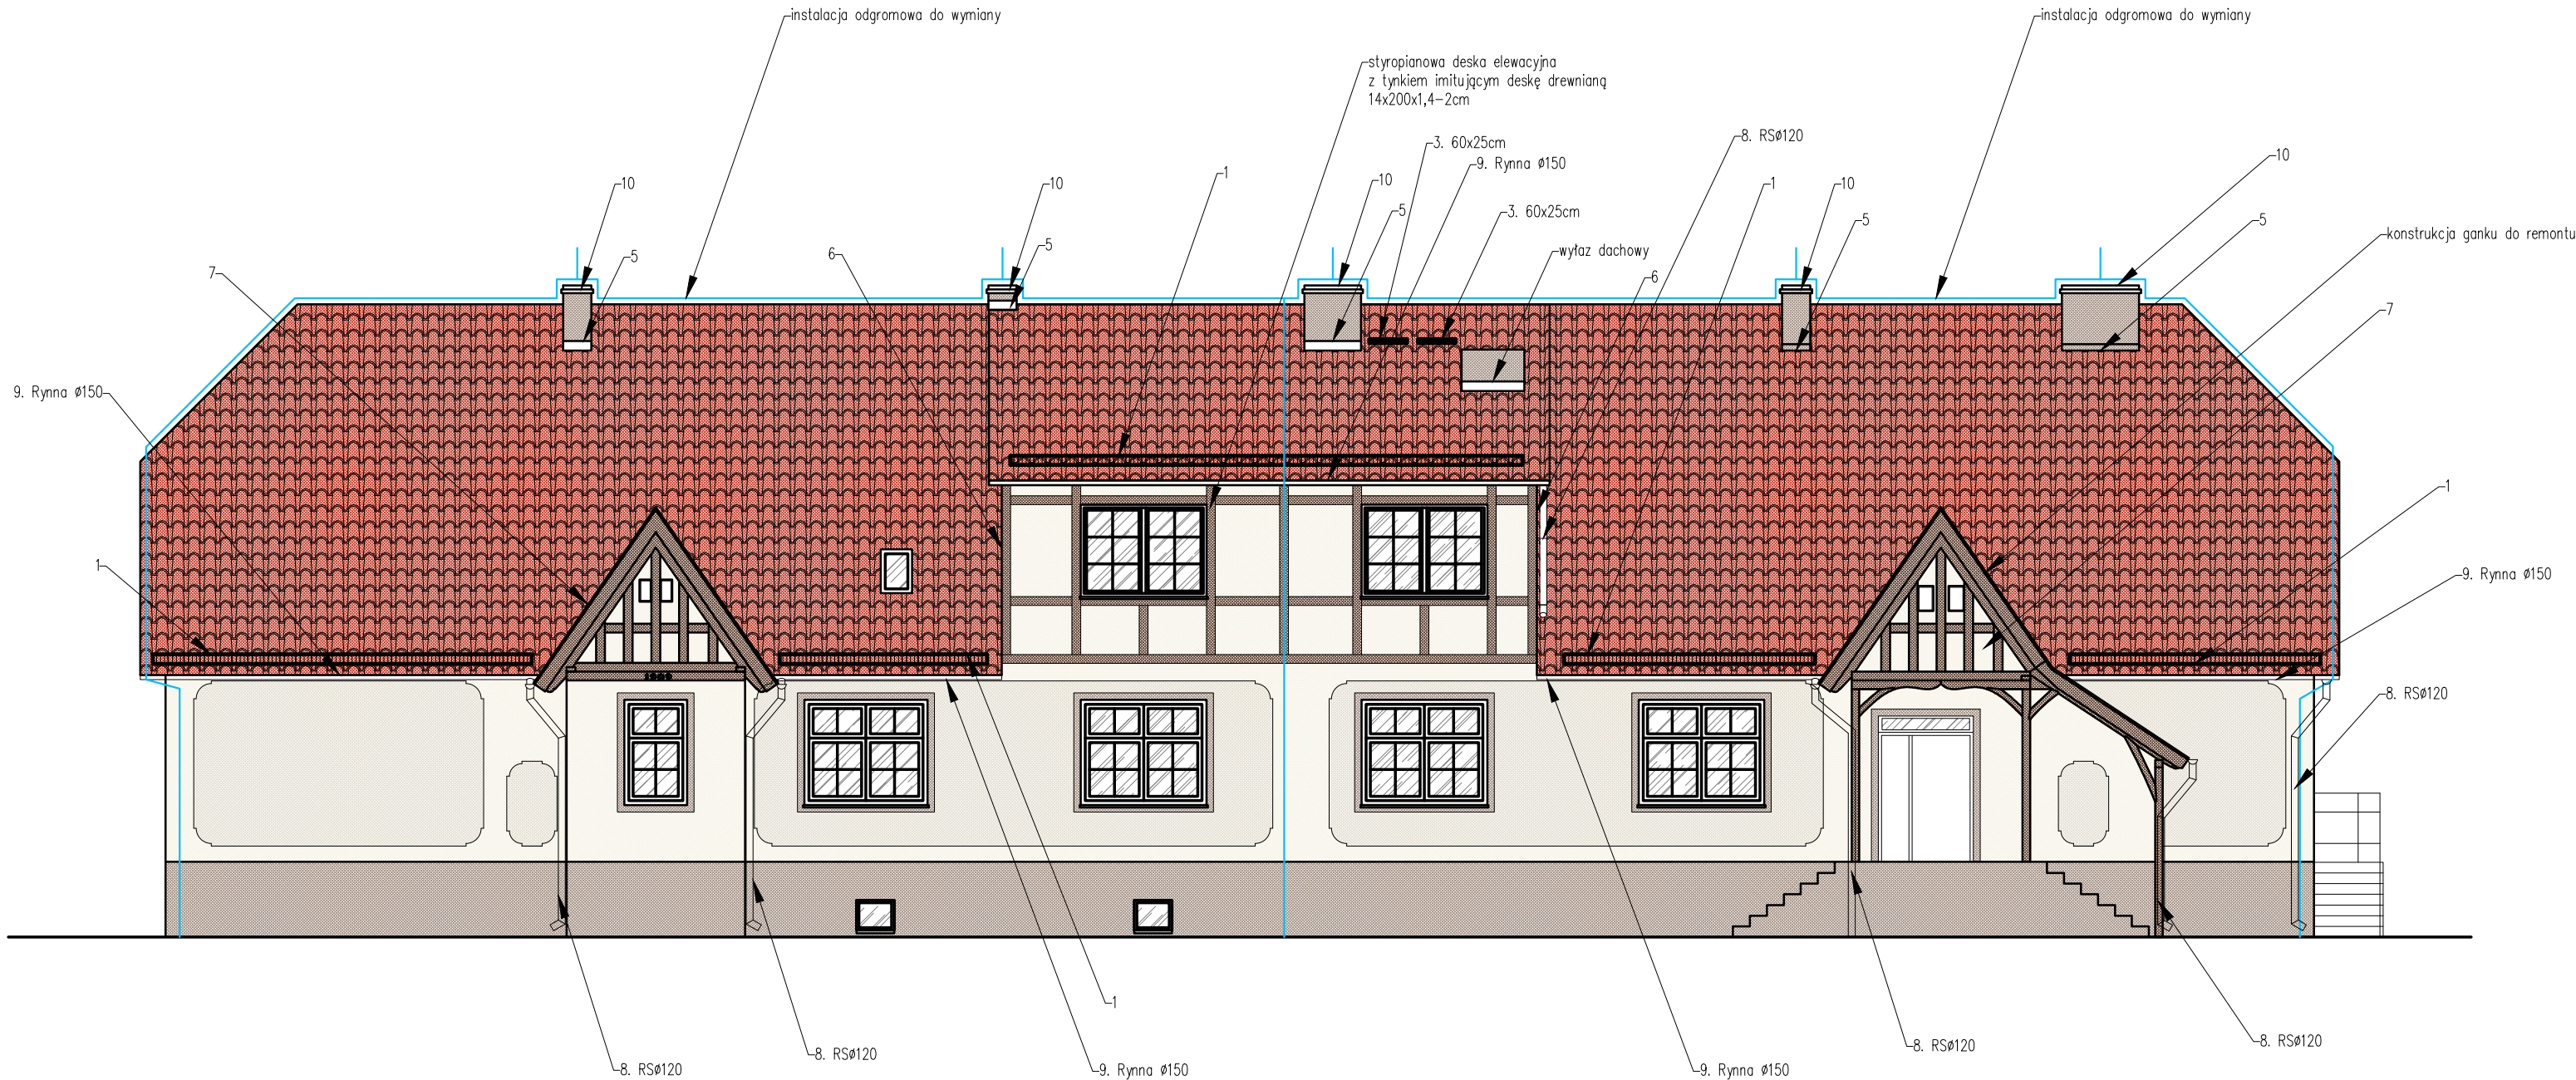 instalacja odgromowa do wymiany
instalacja odgromowa do wymiany
styropianowa deska elewacyjna
z tynkiem imitującym deskę drewnianą
14x200x1,4-2cm
8. RSø120
3. 60x25cm
9. Rynna ø150
10
1
10
10
10
1
10
5
3. 60x25cm
5
5
konstrukcja ganku do remontu
5
wyłaz dachowy
6
5
7
6
7
9. Rynna ø150
1
1
9. Rynna ø150
1909
8. RSø120
1
8. RSø120
8. RSø120
8. RSø120
8. RSø120
9. Rynna ø150
9. Rynna ø150